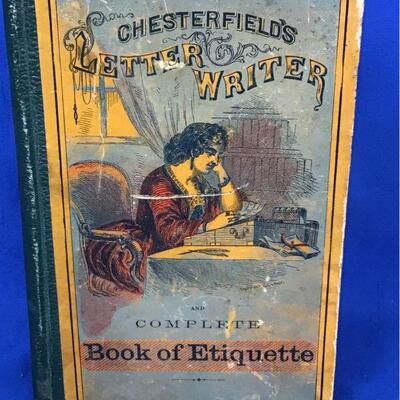 CHESTERFIELD'S
LETTER WRITER
AND
COMPLETE
Book of Etiquette